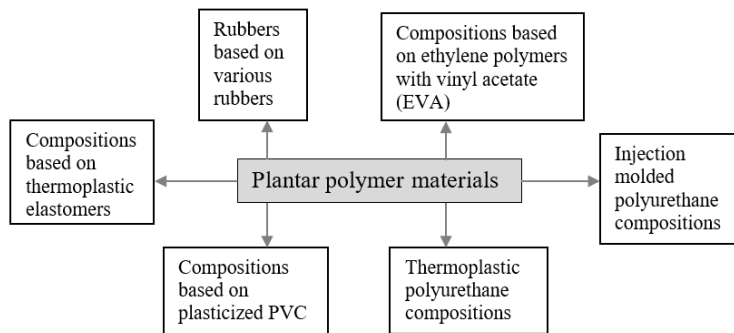 Rubbers
based on
various
rubbers
Compositions based
on ethylene polymers
with vinyl acetate
(EVA)
Compositions
based on
thermoplastic
elastomers
Plantar polymer materials
Injection
molded
polyurethane
compositions
Compositions
based on
plasticized PVC
Thermoplastic
polyurethane
compositions